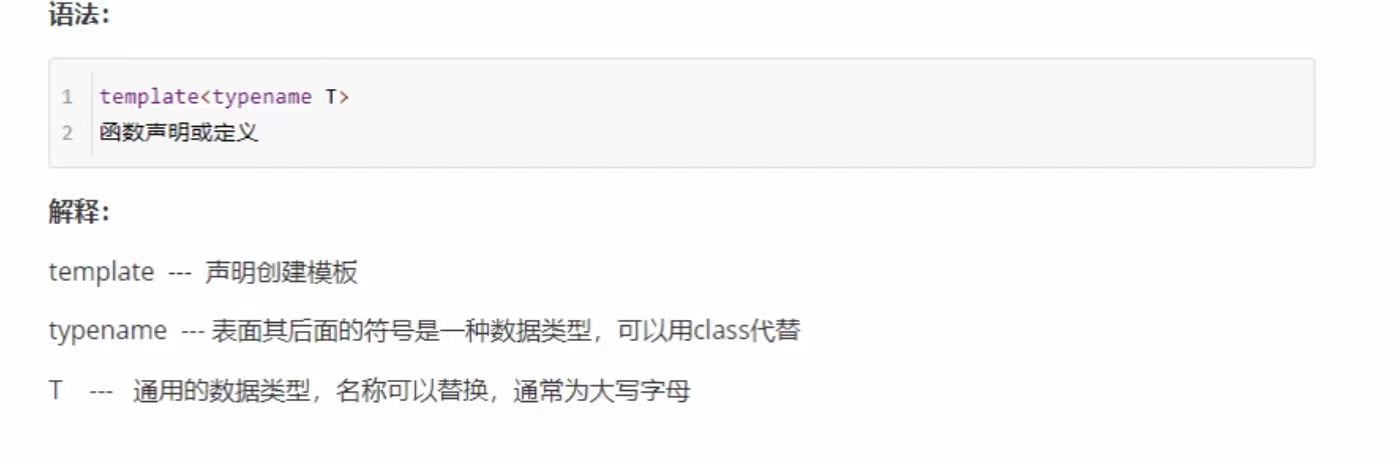 语法：
1 template<typename T>
2 函数声明或定义
解释：
template --- 声明创建模板
typename --- 表面其后面的符号是一种数据类型，可以用class代替
T --- 通用的数据类型，名称可以替换，通常为大写字母